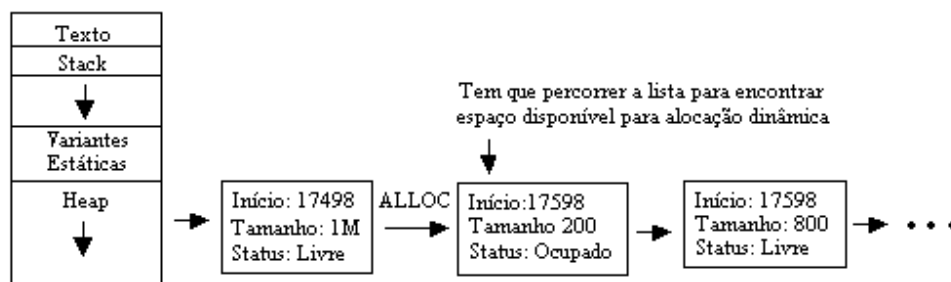 Texto
Stack
Variantes
Estáticas
Heap
Tem que percorrer a lista para encontrar
espaço disponível para alocação dinâmica
Início: 17498
Tamanho: 1M
Status: Livre
ALLOC
Início:17598
Tamanho 200
Status: Ocupado
Início: 17598
Tamanho: 800
Status: Livre